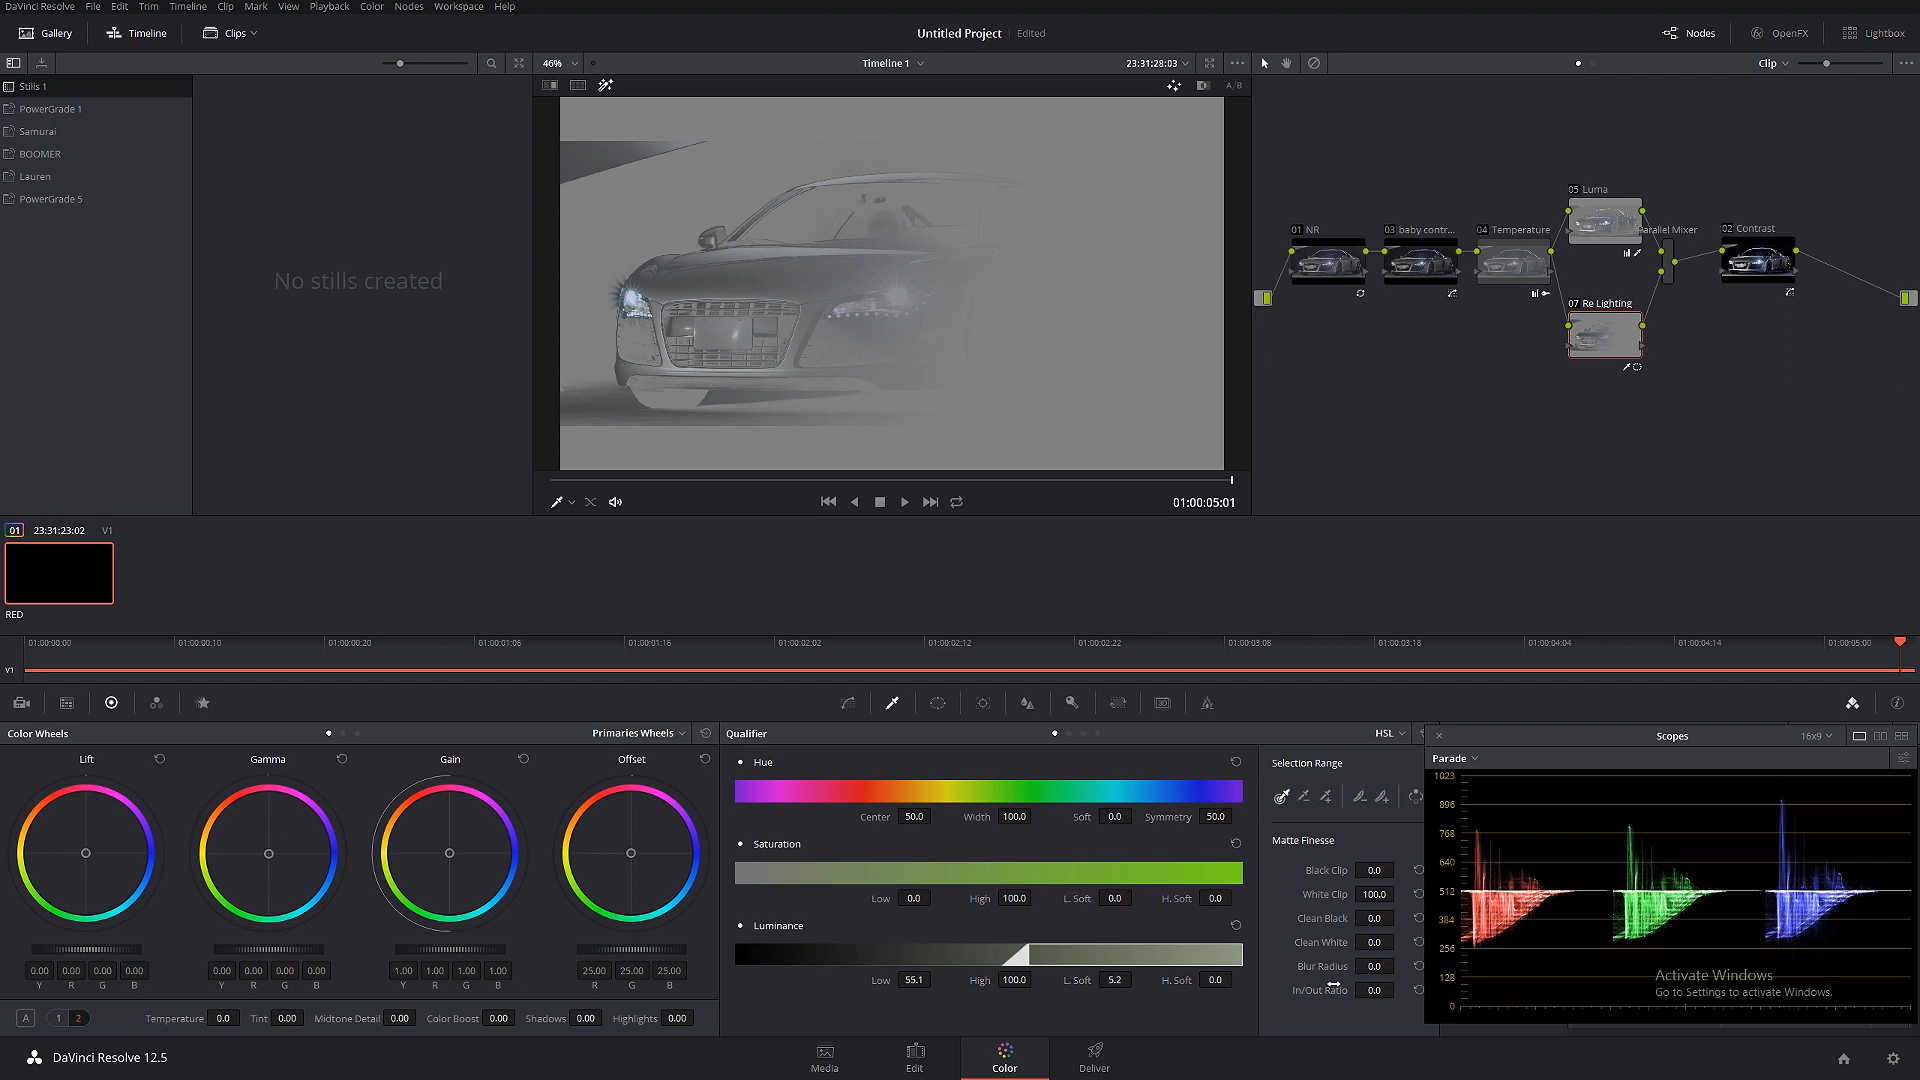 DaVinci Resolve File Edit Trim Timeline Clip Mark View Playback Color Nodes Workspace Help
Gallery Timeline Clips Untitled Project Edited Nodes OpenFX Lightbox
46% Timeline 1 23:31:28:03 Clip
A/B
Stills 1
PowerGrade 1
Samurai
BOOMER
Lauren
PowerGrade 5
No stills created
05 Luma
01 NR 03 baby contr... 04 Temperature Parallel Mixer 02 Contrast
07 Re Lighting
01:00:05:01
01 23:31:23:02 V1
RED
01:00:00:00 01:00:00:10 01:00:00:20 01:00:01:06 01:00:01:16 01:00:02:02 01:00:02:12 01:00:02:22 01:00:03:08 01:00:03:18 01:00:04:04 01:00:04:14 01:00:05:00
V1
Color Wheels Primaries Wheels
Lift Gamma Gain Offset
0.00 0.00 0.00 0.00 0.00 0.00 0.00 0.00 1.00 1.00 1.00 1.00 25.00 25.00 25.00
Y R G B Y R G B Y R G B R G B
A 1 2 Temperature 0.0 Tint 0.00 Midtone Detail 0.00 Color Boost 0.00 Shadows 0.00 Highlights 0.00
Qualifier HSL
Hue
Center 50.0 Width 100.0 Soft 0.0 Symmetry 50.0
Saturation
Low 0.0 High 100.0 L. Soft 0.0 H. Soft 0.0
Luminance
Low 55.1 High 100.0 L. Soft 5.2 H. Soft 0.0
Selection Range
Matte Finesse
Black Clip 0.0
White Clip 100.0
Clean Black 0.0
Clean White 0.0
Blur Radius 0.0
In/Out Ratio 0.0
Scopes 16x9
Parade
1023
896
768
640
512
384
256
128
0
Activate Windows
Go to Settings to activate Windows.
DaVinci Resolve 12.5
Media Edit Color Deliver